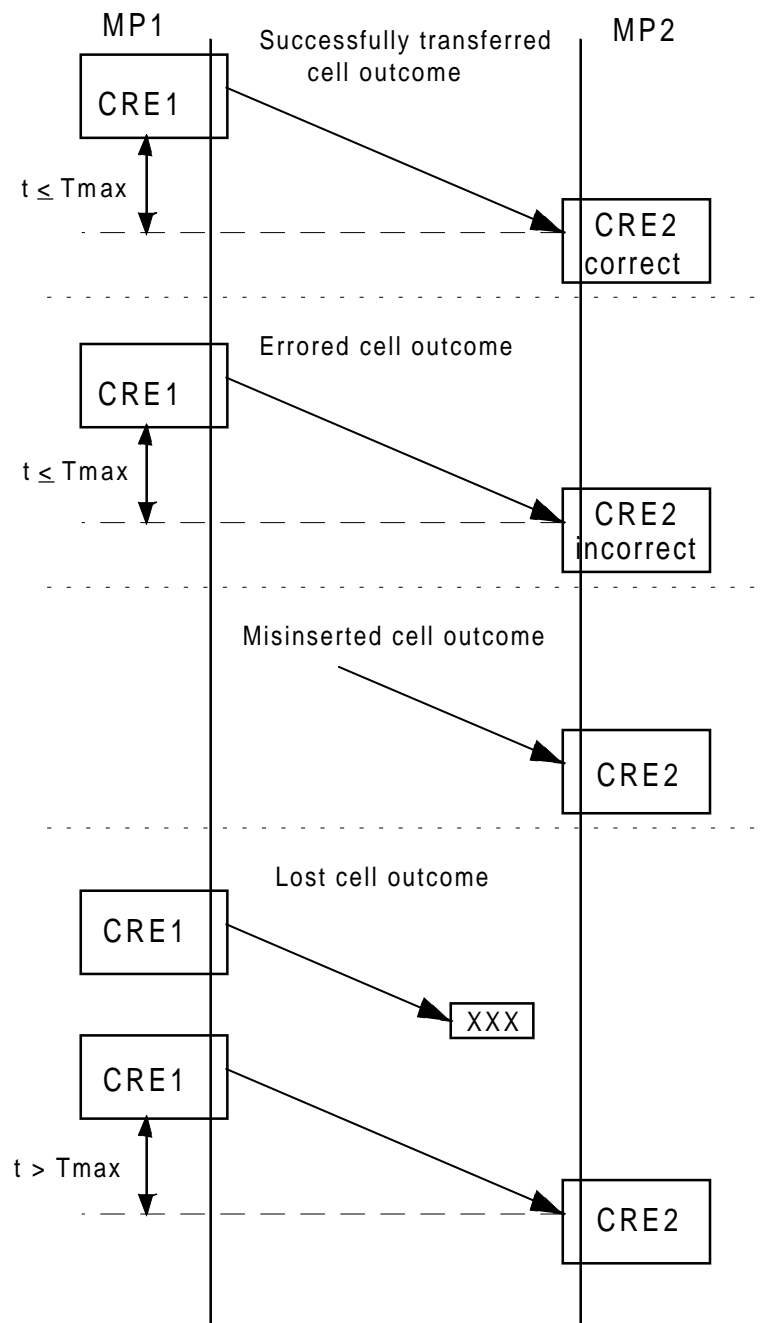 MP1
MP2
Successfully transferred
cell outcome
CRE1
t ≤ Tmax
CRE2
correct
Errored cell outcome
CRE1
t ≤ Tmax
CRE2
incorrect
Misinserted cell outcome
CRE2
Lost cell outcome
CRE1
XXX
CRE1
t > Tmax
CRE2